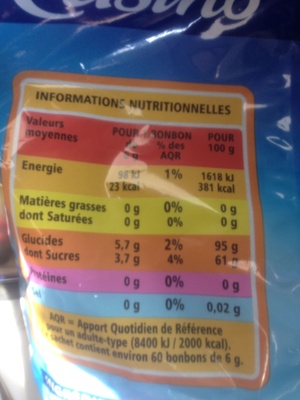 Casino
INFORMATIONS NUTRITIONNELLES
Valeurs moyennes POUR BONBON % des AQR POUR 100 g
Energie 98 kJ 23 kcal 1% 1618 kJ 381 kcal
Matières grasses 0 g 0% 0 g
dont Saturées 0 g 0% 0 g
Glucides 5,7 g 2% 95 g
dont Sucres 3,7 g 4% 61 g
Protéines 0 g 0% 0 g
0 g 0% 0,02 g
AQR = Apport Quotidien de Référence
pour un adulte-type (8400 kJ / 2000 kcal).
sachet contient environ 60 bonbons de 6 g.